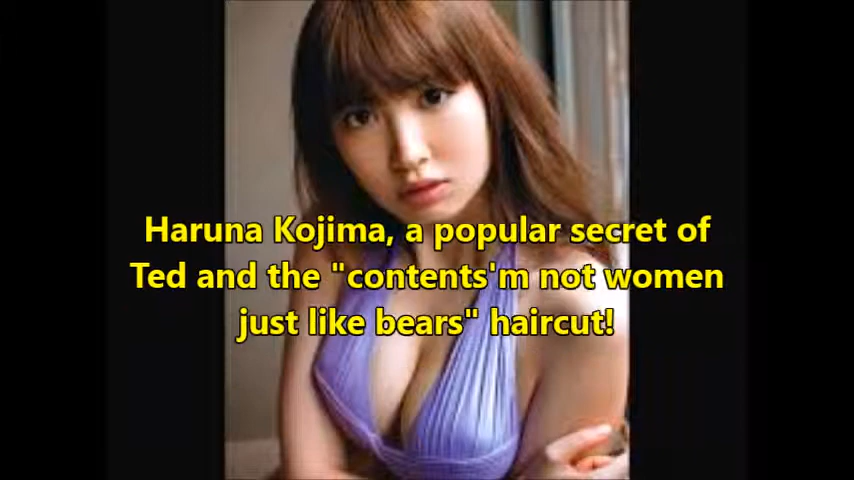 Haruna Kojima, a popular secret of
Ted and the "contents'm not women
just like bears" haircut!